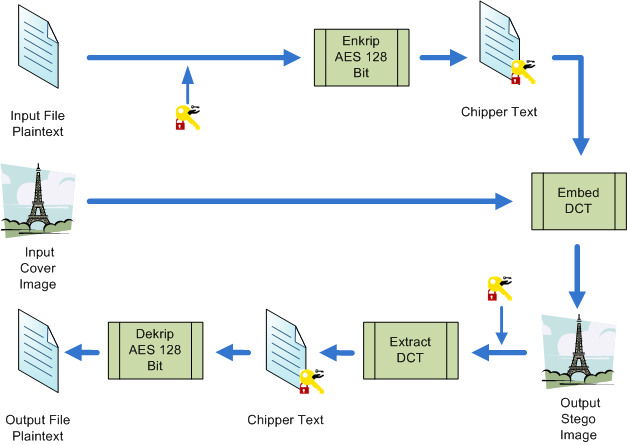 Input File
Plaintext
Enkrip
AES 128
Bit
Chipper Text
Input
Cover
Image
Embed
DCT
Output
Stego
Image
Extract
DCT
Chipper Text
Dekrip
AES 128
Bit
Output File
Plaintext